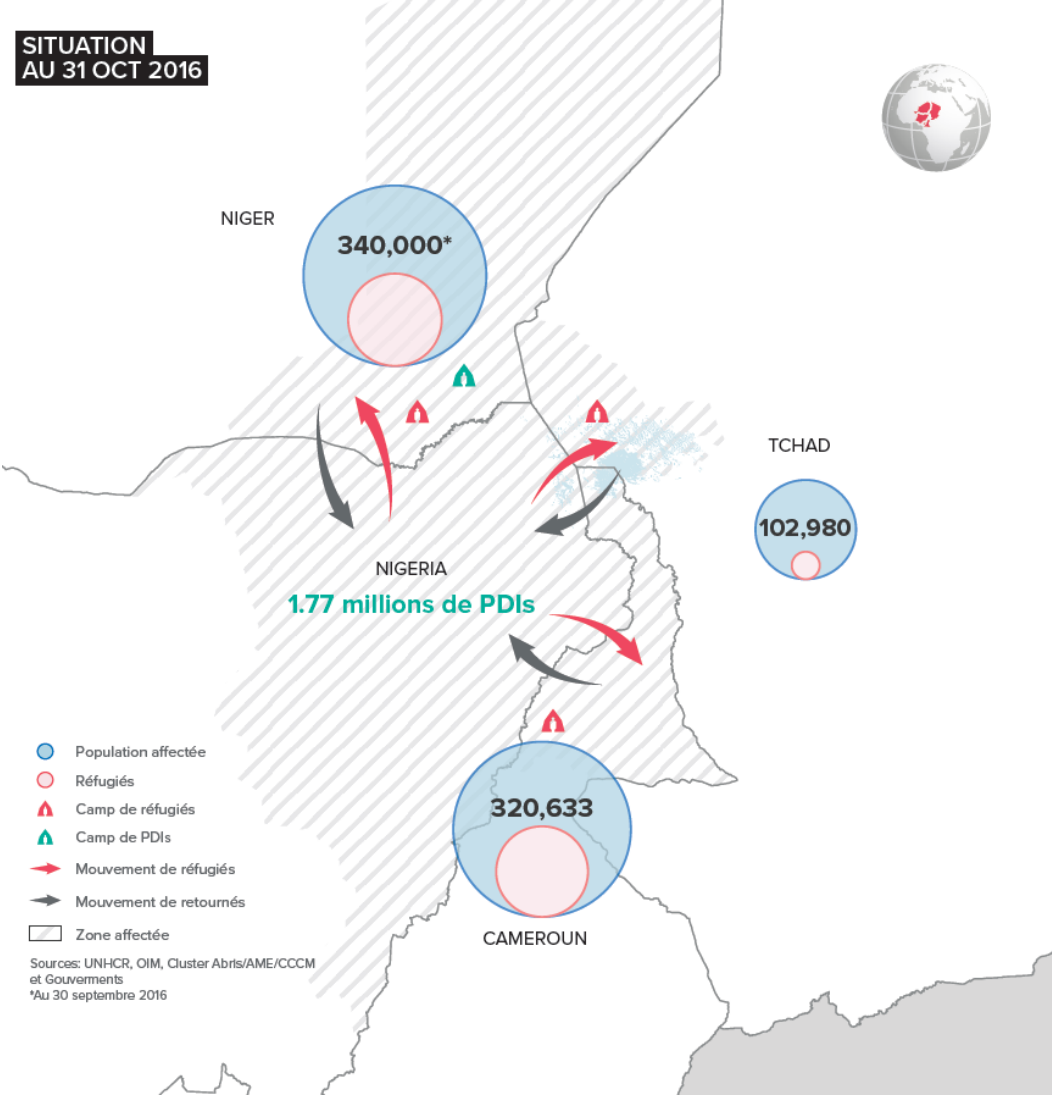 SITUATION
AU 31 OCT 2016
NIGER
340,000*
TCHAD
102,980
NIGERIA
1.77 millions de PDIs
320,633
CAMEROUN
Population affectée
Réfugiés
Camp de réfugiés
Camp de PDIs
Mouvement de réfugiés
Mouvement de retournés
Zone affectée
Sources: UNHCR, OIM, Cluster Abris/AME/CCCM
et Gouverments
*Au 30 septembre 2016